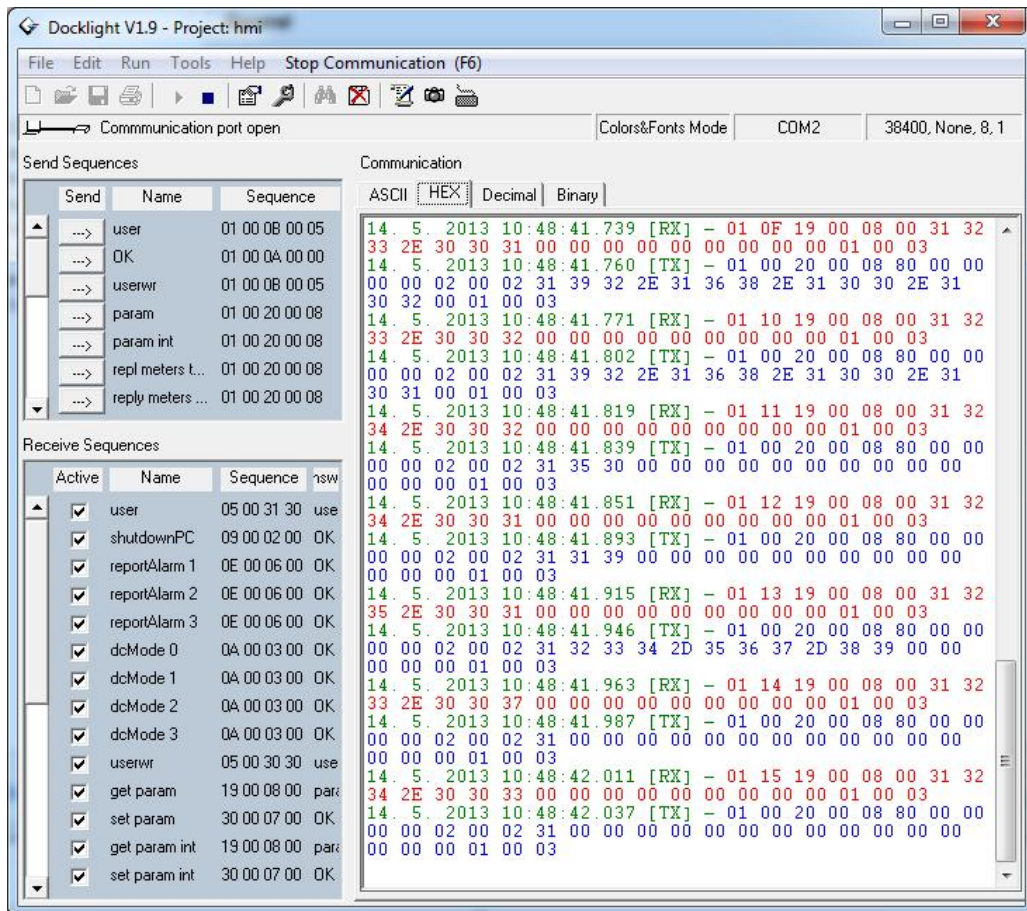 Docklight V1.9 - Project: hmi
File Edit Run Tools Help Stop Communication (F6)
Commmunication port open Colors&Fonts Mode COM2 38400, None, 8, 1
Send Sequences
Send Name Sequence
---> user 01 00 0B 00 05
---> OK 01 00 0A 00 00
---> userwr 01 00 0B 00 05
---> param 01 00 20 00 08
---> param int 01 00 20 00 08
---> repl meters t... 01 00 20 00 08
---> reply meters ... 01 00 20 00 08
Receive Sequences
Active Name Sequence nsw
user 05 00 31 30 use
shutdownPC 09 00 02 00 OK
reportAlarm 1 0E 00 06 00 OK
reportAlarm 2 0E 00 06 00 OK
reportAlarm 3 0E 00 06 00 OK
dcMode 0 0A 00 03 00 OK
dcMode 1 0A 00 03 00 OK
dcMode 2 0A 00 03 00 OK
dcMode 3 0A 00 03 00 OK
userwr 05 00 30 30 use
get param 19 00 08 00 para
set param 30 00 07 00 OK
get param int 19 00 08 00 para
set param int 30 00 07 00 OK
Communication
ASCII HEX Decimal Binary
14. 5. 2013 10:48:41.739 [RX] - 01 0F 19 00 08 00 31 32
33 2E 30 30 31 00 00 00 00 00 00 00 00 00 01 00 03
14. 5. 2013 10:48:41.760 [TX] - 01 00 20 00 08 80 00 00
00 00 02 00 02 31 39 32 2E 31 36 38 2E 31 30 30 2E 31
30 32 00 01 00 03
14. 5. 2013 10:48:41.771 [RX] - 01 10 19 00 08 00 31 32
33 2E 30 30 32 00 00 00 00 00 00 00 00 00 01 00 03
14. 5. 2013 10:48:41.802 [TX] - 01 00 20 00 08 80 00 00
00 00 02 00 02 31 39 32 2E 31 36 38 2E 31 30 30 2E 31
30 31 00 01 00 03
14. 5. 2013 10:48:41.819 [RX] - 01 11 19 00 08 00 31 32
34 2E 30 30 32 00 00 00 00 00 00 00 00 00 01 00 03
14. 5. 2013 10:48:41.839 [TX] - 01 00 20 00 08 80 00 00
00 00 02 00 02 31 35 30 00 00 00 00 00 00 00 00 00 00
00 00 00 01 00 03
14. 5. 2013 10:48:41.851 [RX] - 01 12 19 00 08 00 31 32
34 2E 30 30 31 00 00 00 00 00 00 00 00 00 01 00 03
14. 5. 2013 10:48:41.893 [TX] - 01 00 20 00 08 80 00 00
00 00 02 00 02 31 31 39 00 00 00 00 00 00 00 00 00 00
00 00 00 01 00 03
14. 5. 2013 10:48:41.915 [RX] - 01 13 19 00 08 00 31 32
35 2E 30 30 31 00 00 00 00 00 00 00 00 00 01 00 03
14. 5. 2013 10:48:41.946 [TX] - 01 00 20 00 08 80 00 00
00 00 02 00 02 31 32 33 34 2D 35 36 37 2D 38 39 00 00
00 00 00 01 00 03
14. 5. 2013 10:48:41.963 [RX] - 01 14 19 00 08 00 31 32
33 2E 30 30 37 00 00 00 00 00 00 00 00 00 01 00 03
14. 5. 2013 10:48:41.987 [TX] - 01 00 20 00 08 80 00 00
00 00 02 00 02 31 00 00 00 00 00 00 00 00 00 00 00 00
00 00 00 01 00 03
14. 5. 2013 10:48:42.011 [RX] - 01 15 19 00 08 00 31 32
34 2E 30 30 33 00 00 00 00 00 00 00 00 00 01 00 03
14. 5. 2013 10:48:42.037 [TX] - 01 00 20 00 08 80 00 00
00 00 02 00 02 31 00 00 00 00 00 00 00 00 00 00 00 00
00 00 00 01 00 03